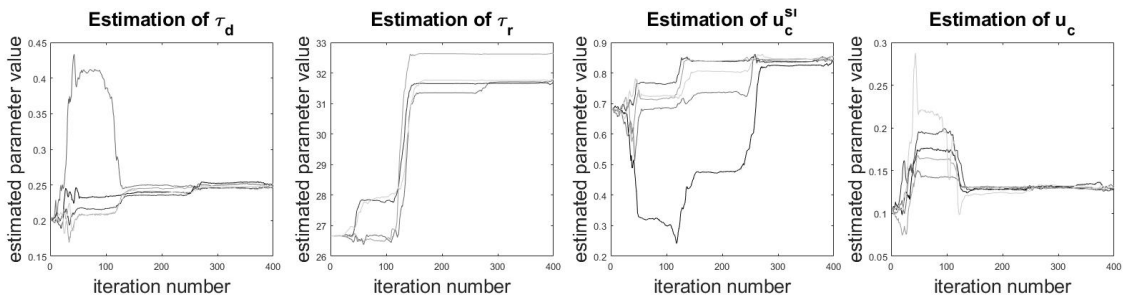 Estimation of τd
estimated parameter value
0.45
0.4
0.35
0.3
0.25
0.2
0.15
0 100 200 300 400
iteration number
Estimation of τr
estimated parameter value
33
32
31
30
29
28
27
26
0 100 200 300 400
iteration number
Estimation of u_c^SI
estimated parameter value
0.9
0.8
0.7
0.6
0.5
0.4
0.3
0.2
0 100 200 300 400
iteration number
Estimation of u_c
estimated parameter value
0.3
0.25
0.2
0.15
0.1
0.05
0 100 200 300 400
iteration number